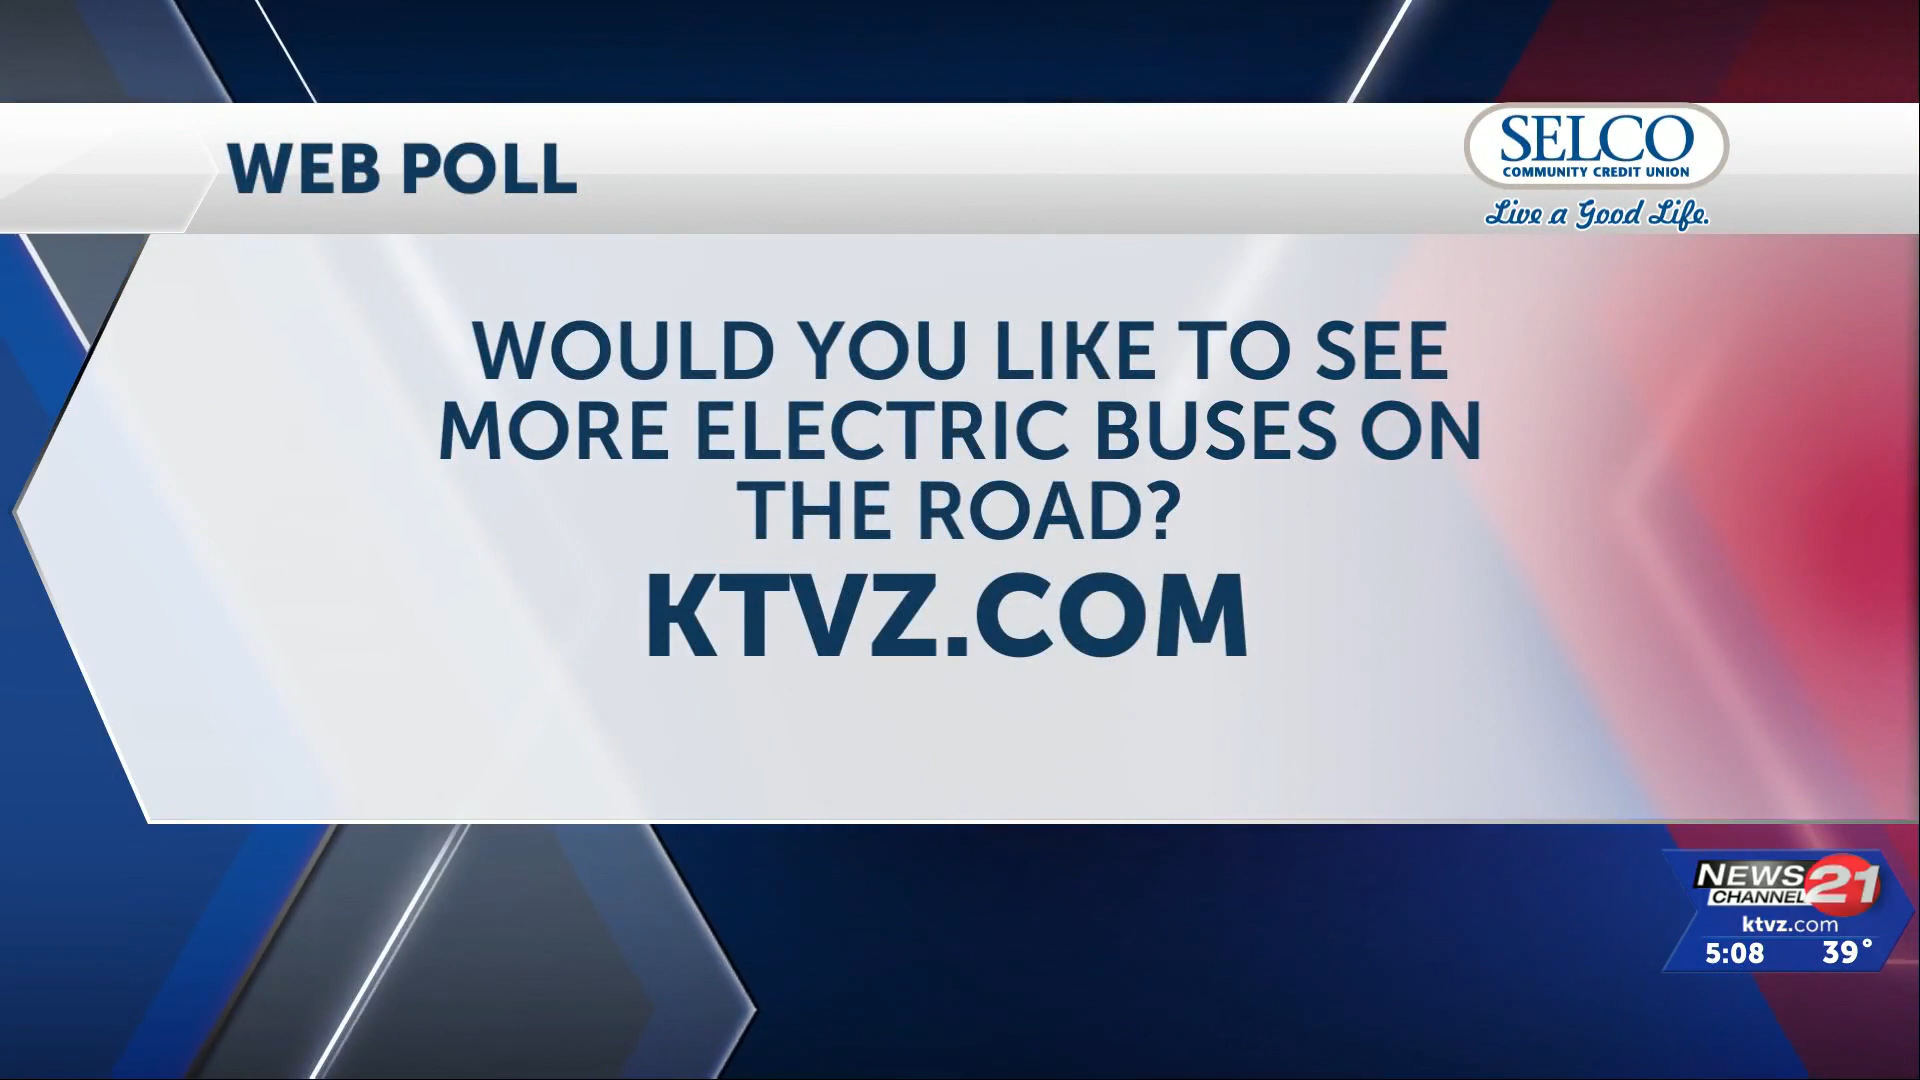 WEB POLL
SELCO
COMMUNITY CREDIT UNION
Live a Good Life.
WOULD YOU LIKE TO SEE
MORE ELECTRIC BUSES ON
THE ROAD?
KTVZ.COM
NEWS
CHANNEL 21
ktvz.com
5:08 39°